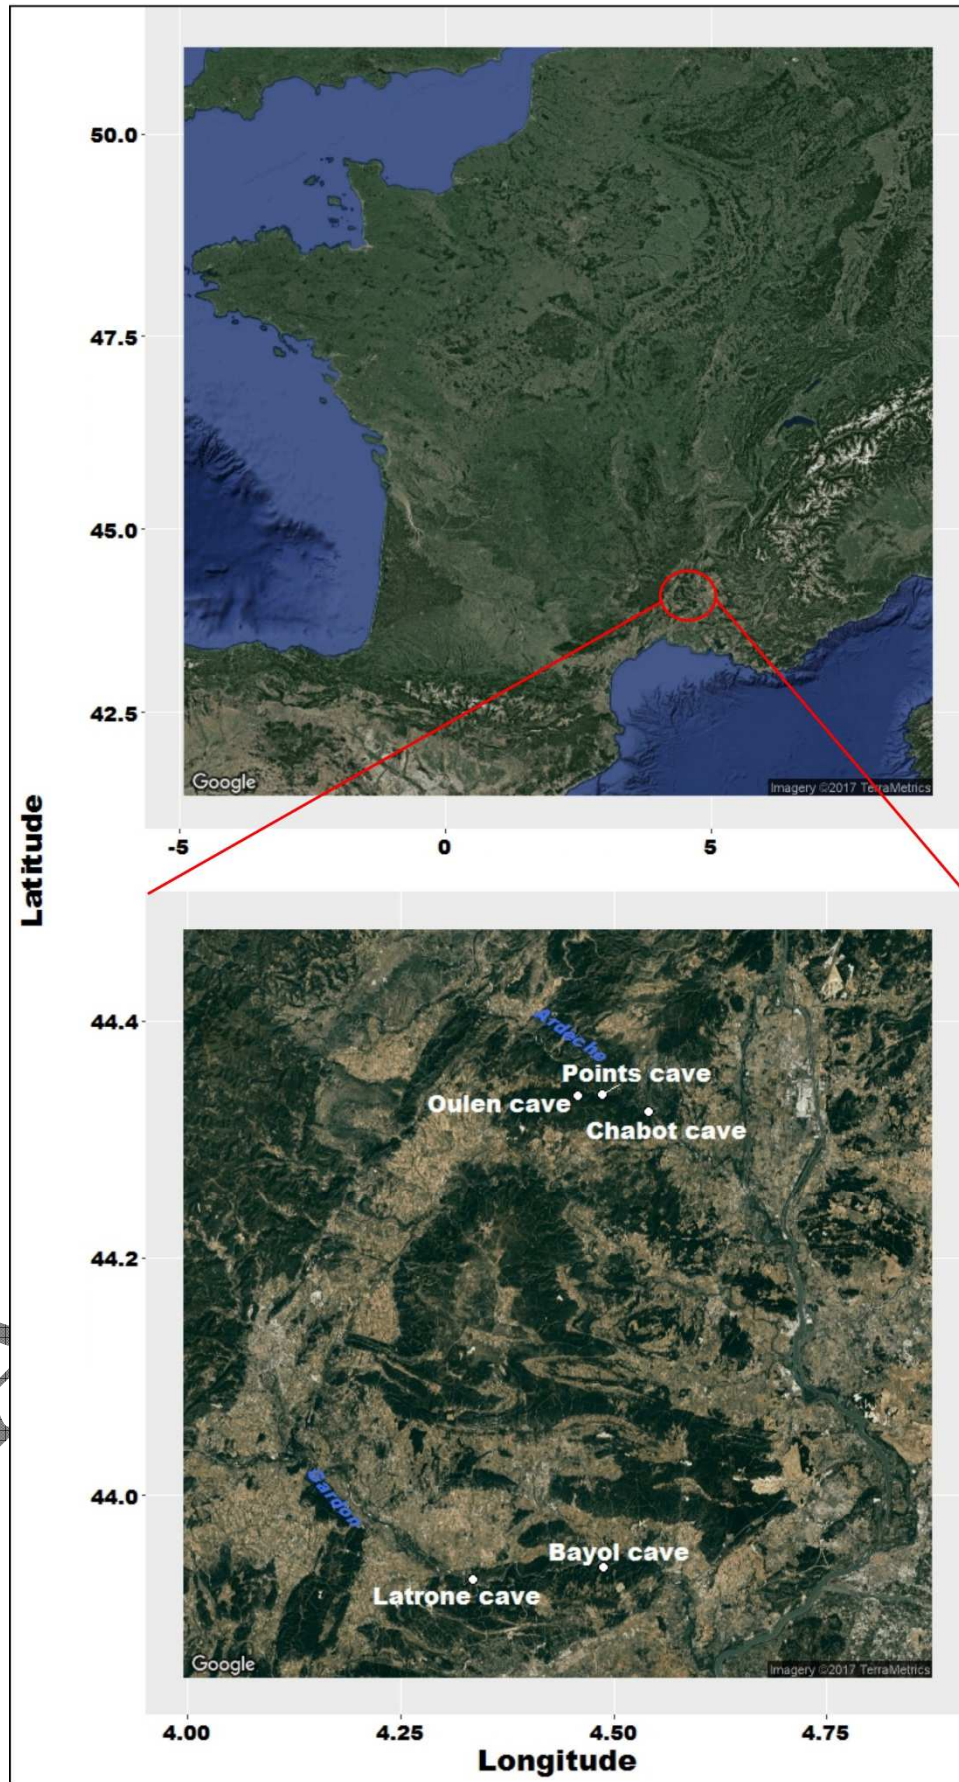 50.0
47.5
45.0
42.5
Google
Imagery ©2017 TerraMetrics
-5
0
5
Latitude
44.4
Ardeche
Points cave
Oulen cave
Chabot cave
44.2
44.0
Gardon
Bayol cave
Latrone cave
Google
Imagery ©2017 TerraMetrics
4.00
4.25
4.50
4.75
Longitude